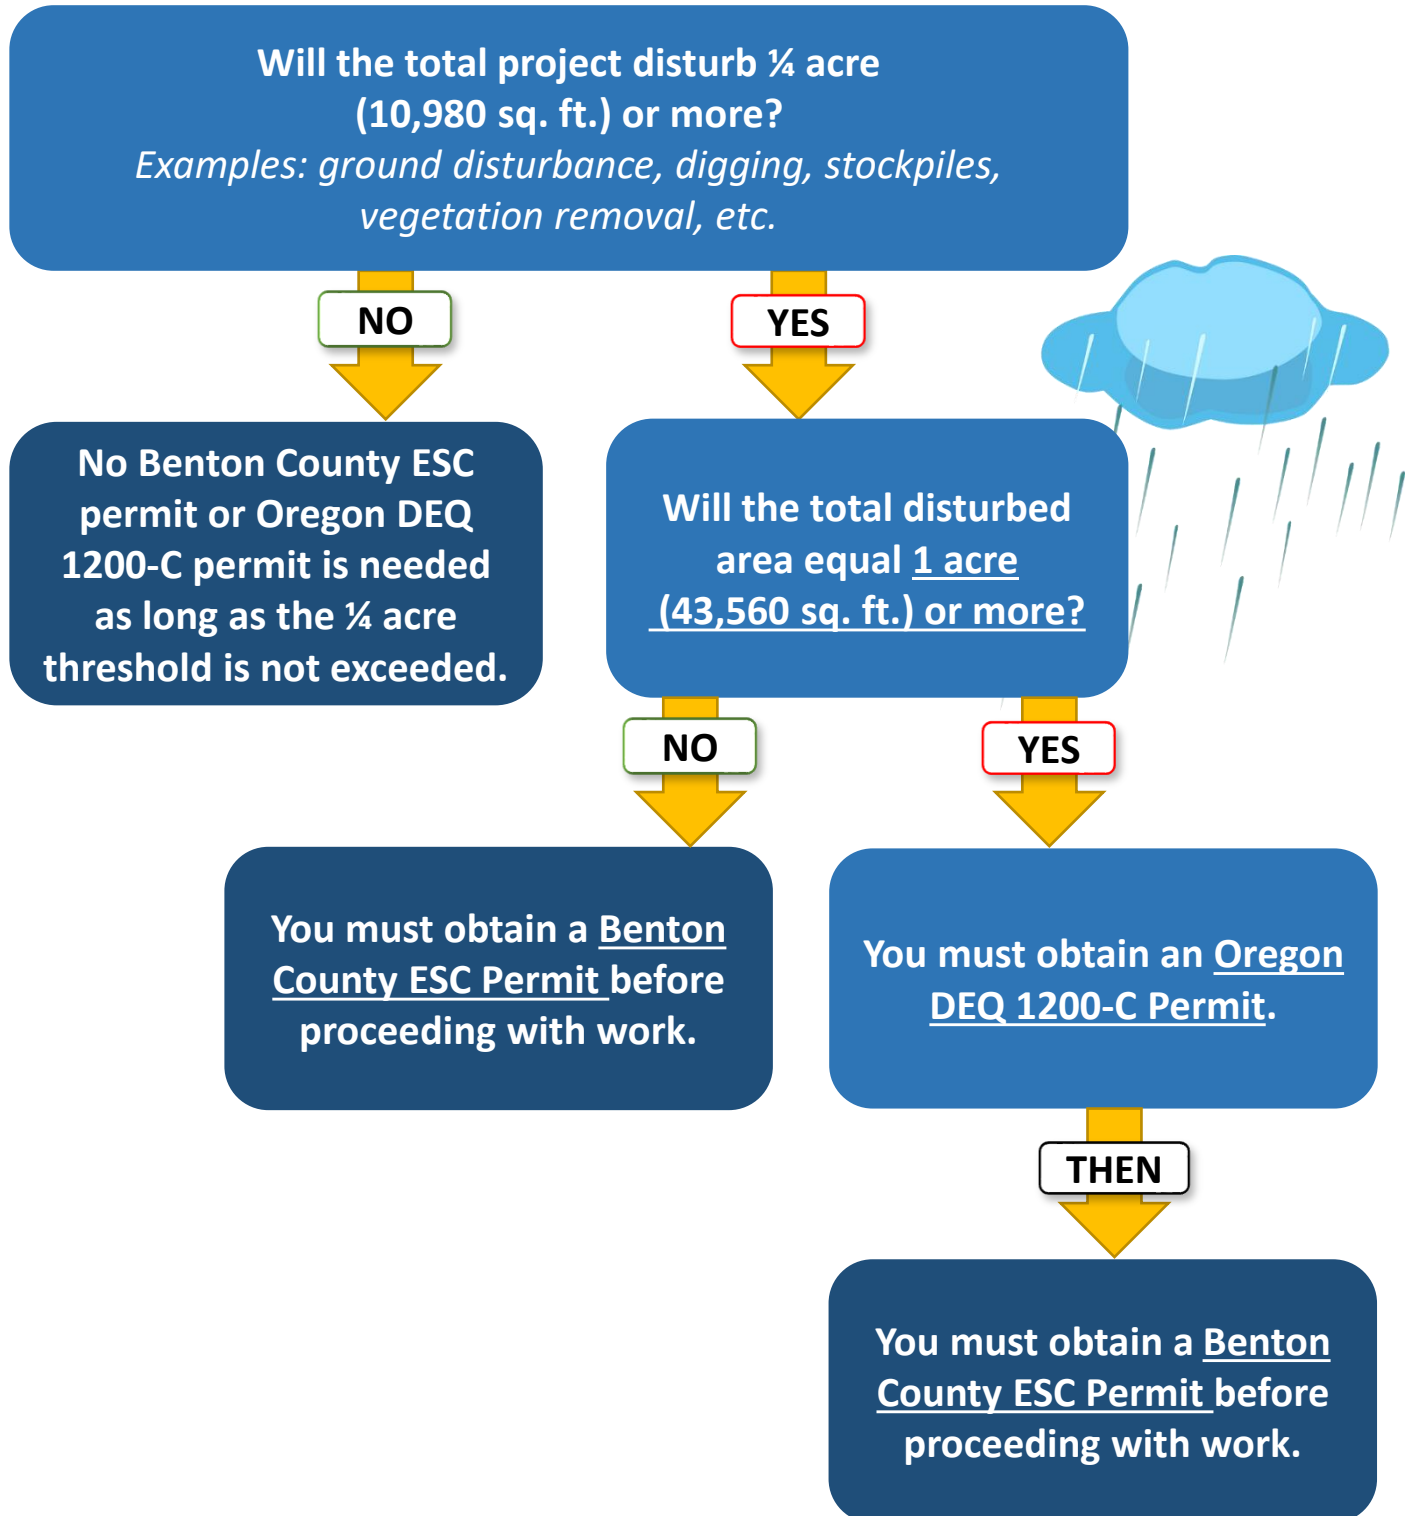 Will the total project disturb ¼ acre
(10,980 sq. ft.) or more?
Examples: ground disturbance, digging, stockpiles,
vegetation removal, etc.
NO
YES
No Benton County ESC
permit or Oregon DEQ
1200-C permit is needed
as long as the ¼ acre
threshold is not exceeded.
Will the total disturbed
area equal 1 acre
(43,560 sq. ft.) or more?
NO
YES
You must obtain a Benton
County ESC Permit before
proceeding with work.
You must obtain an Oregon
DEQ 1200-C Permit.
THEN
You must obtain a Benton
County ESC Permit before
proceeding with work.